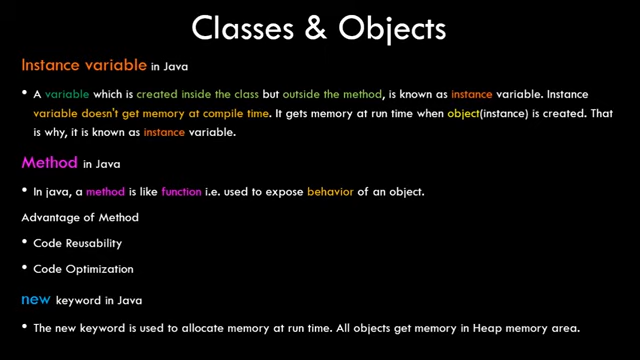 Classes & Objects
Instance variable in Java
• A variable which is created inside the class but outside the method, is known as instance variable. Instance
variable doesn't get memory at compile time. It gets memory at run time when object(instance) is created. That
is why, it is known as instance variable.
Method in Java
• In java, a method is like function i.e. used to expose behavior of an object.
Advantage of Method
• Code Reusability
• Code Optimization
new keyword in Java
• The new keyword is used to allocate memory at run time. All objects get memory in Heap memory area.